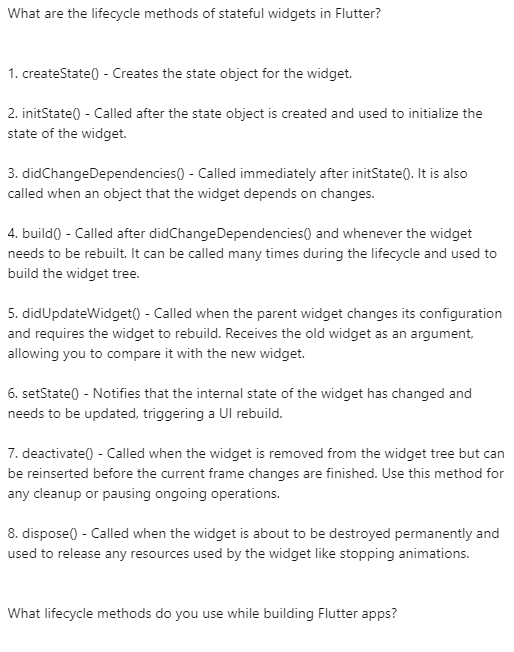 What are the lifecycle methods of stateful widgets in Flutter?
1. createState() - Creates the state object for the widget.
2. initState() - Called after the state object is created and used to initialize the
state of the widget.
3. didChangeDependencies() - Called immediately after initState(). It is also
called when an object that the widget depends on changes.
4. build() - Called after didChangeDependencies() and whenever the widget
needs to be rebuilt. It can be called many times during the lifecycle and used to
build the widget tree.
5. didUpdateWidget() - Called when the parent widget changes its configuration
and requires the widget to rebuild. Receives the old widget as an argument,
allowing you to compare it with the new widget.
6. setState() - Notifies that the internal state of the widget has changed and
needs to be updated, triggering a UI rebuild.
7. deactivate() - Called when the widget is removed from the widget tree but can
be reinserted before the current frame changes are finished. Use this method for
any cleanup or pausing ongoing operations.
8. dispose() - Called when the widget is about to be destroyed permanently and
used to release any resources used by the widget like stopping animations.
What lifecycle methods do you use while building Flutter apps?